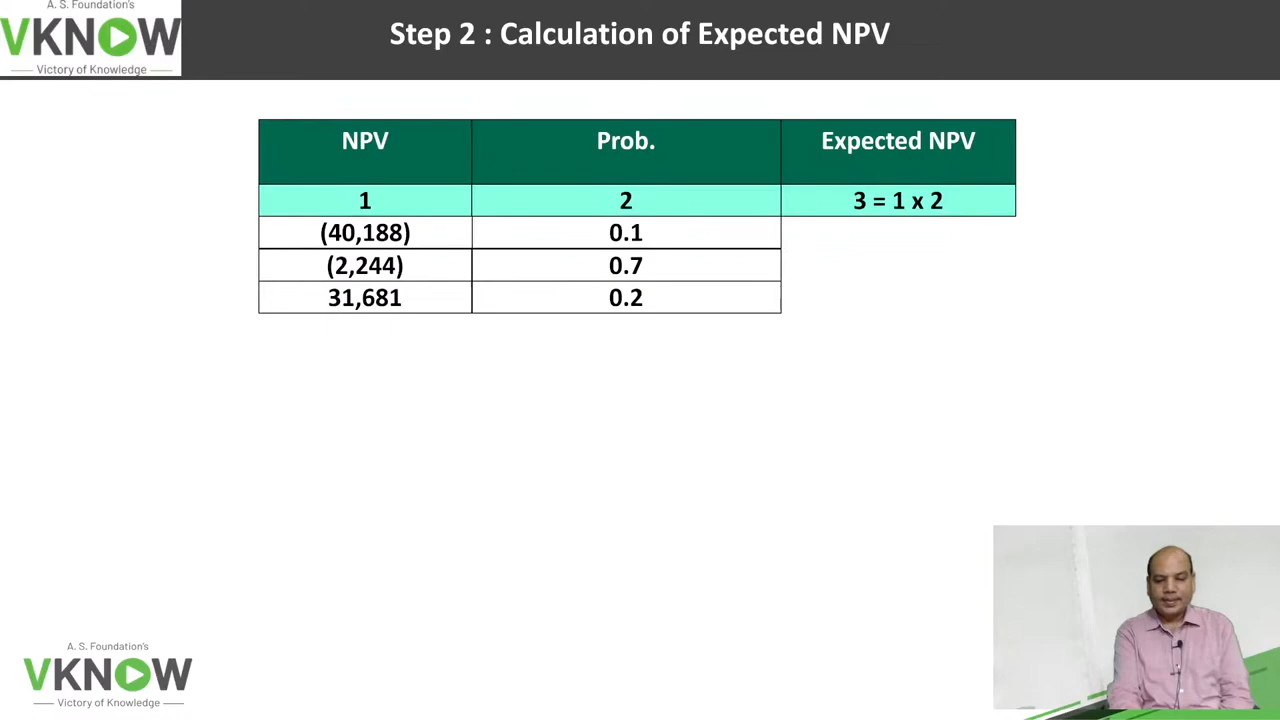 A. S. Foundation's
VKNOW
Victory of Knowledge
Step 2 : Calculation of Expected NPV
NPV Prob. Expected NPV
1 2 3 = 1 x 2
(40,188) 0.1
(2,244) 0.7
31,681 0.2
A. S. Foundation's
VKNOW
Victory of Knowledge